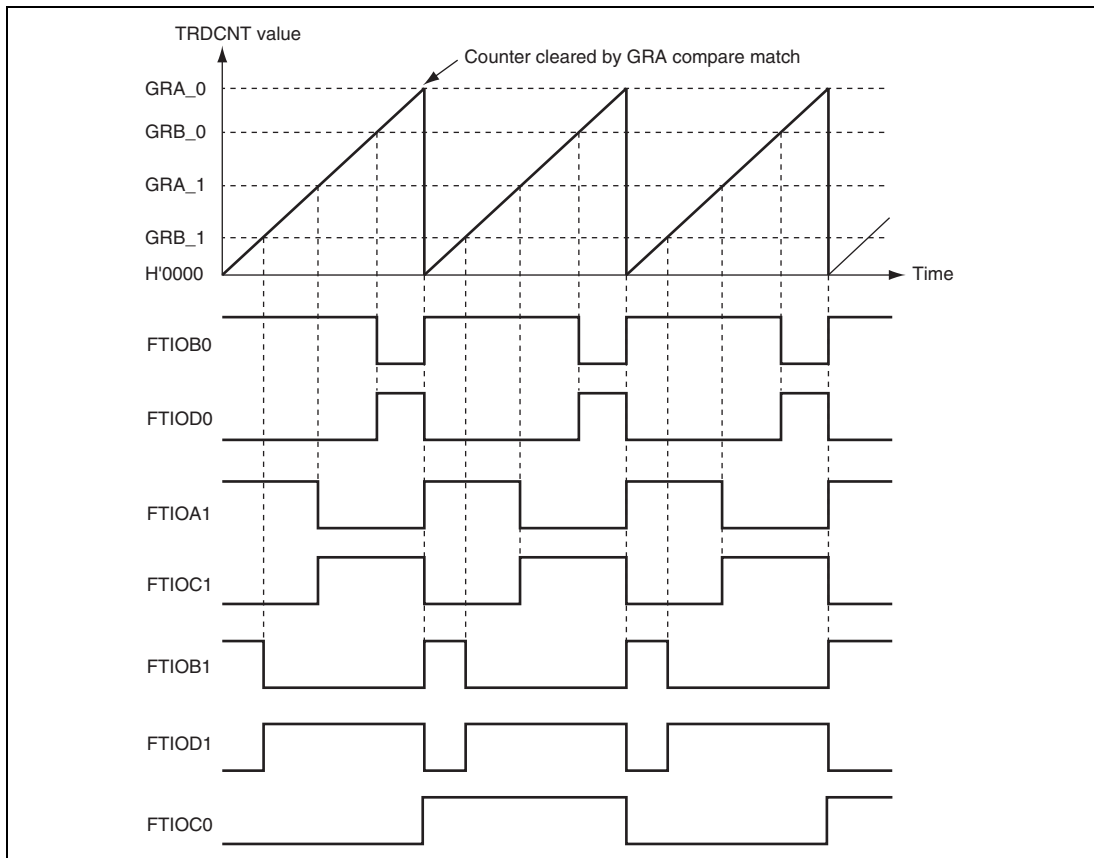 TRDCNT value
Counter cleared by GRA compare match
GRA_0
GRB_0
GRA_1
GRB_1
H'0000
Time
FTIOB0
FTIOD0
FTIOA1
FTIOC1
FTIOB1
FTIOD1
FTIOC0